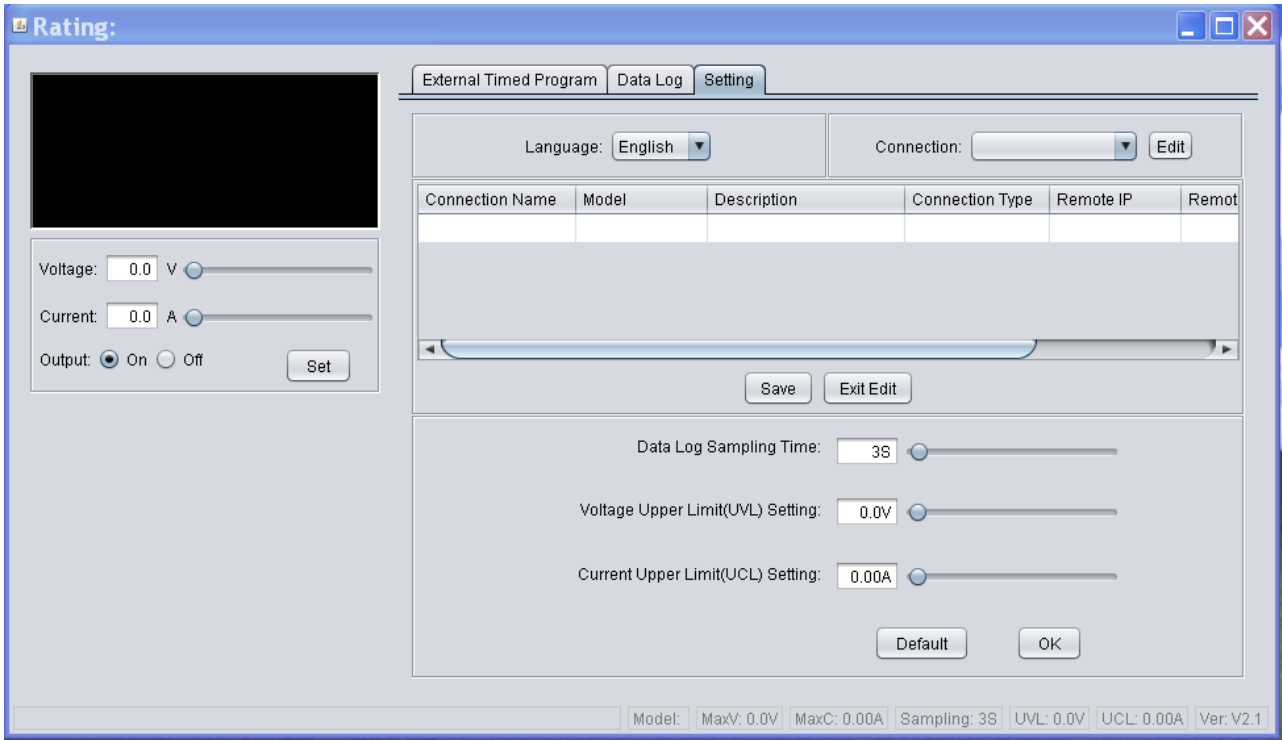 Rating:
External Timed Program Data Log Setting
Language: English Connection: Edit
Connection Name Model Description Connection Type Remote IP Remot
Voltage: 0.0 V
Current: 0.0 A
Output: On Off Set
Save Exit Edit
Data Log Sampling Time: 3S
Voltage Upper Limit(UVL) Setting: 0.0V
Current Upper Limit(UCL) Setting: 0.00A
Default OK
Model: MaxV: 0.0V MaxC: 0.00A Sampling: 3S UVL: 0.0V UCL: 0.00A Ver: V2.1